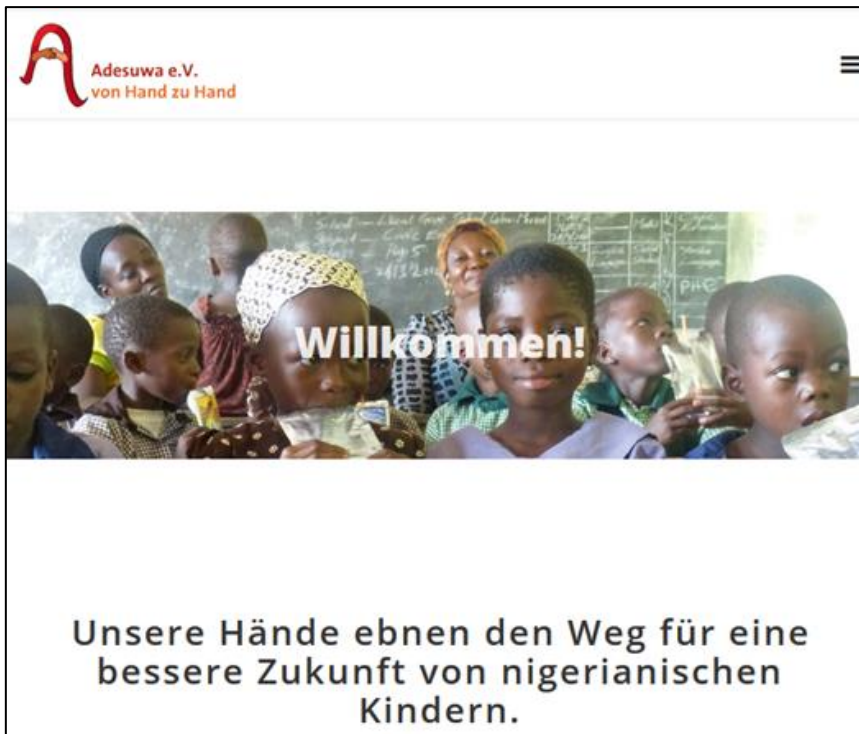 Adesuwa e.V.
von Hand zu Hand
Willkommen!
Unsere Hände ebnen den Weg für eine
bessere Zukunft von nigerianischen
Kindern.